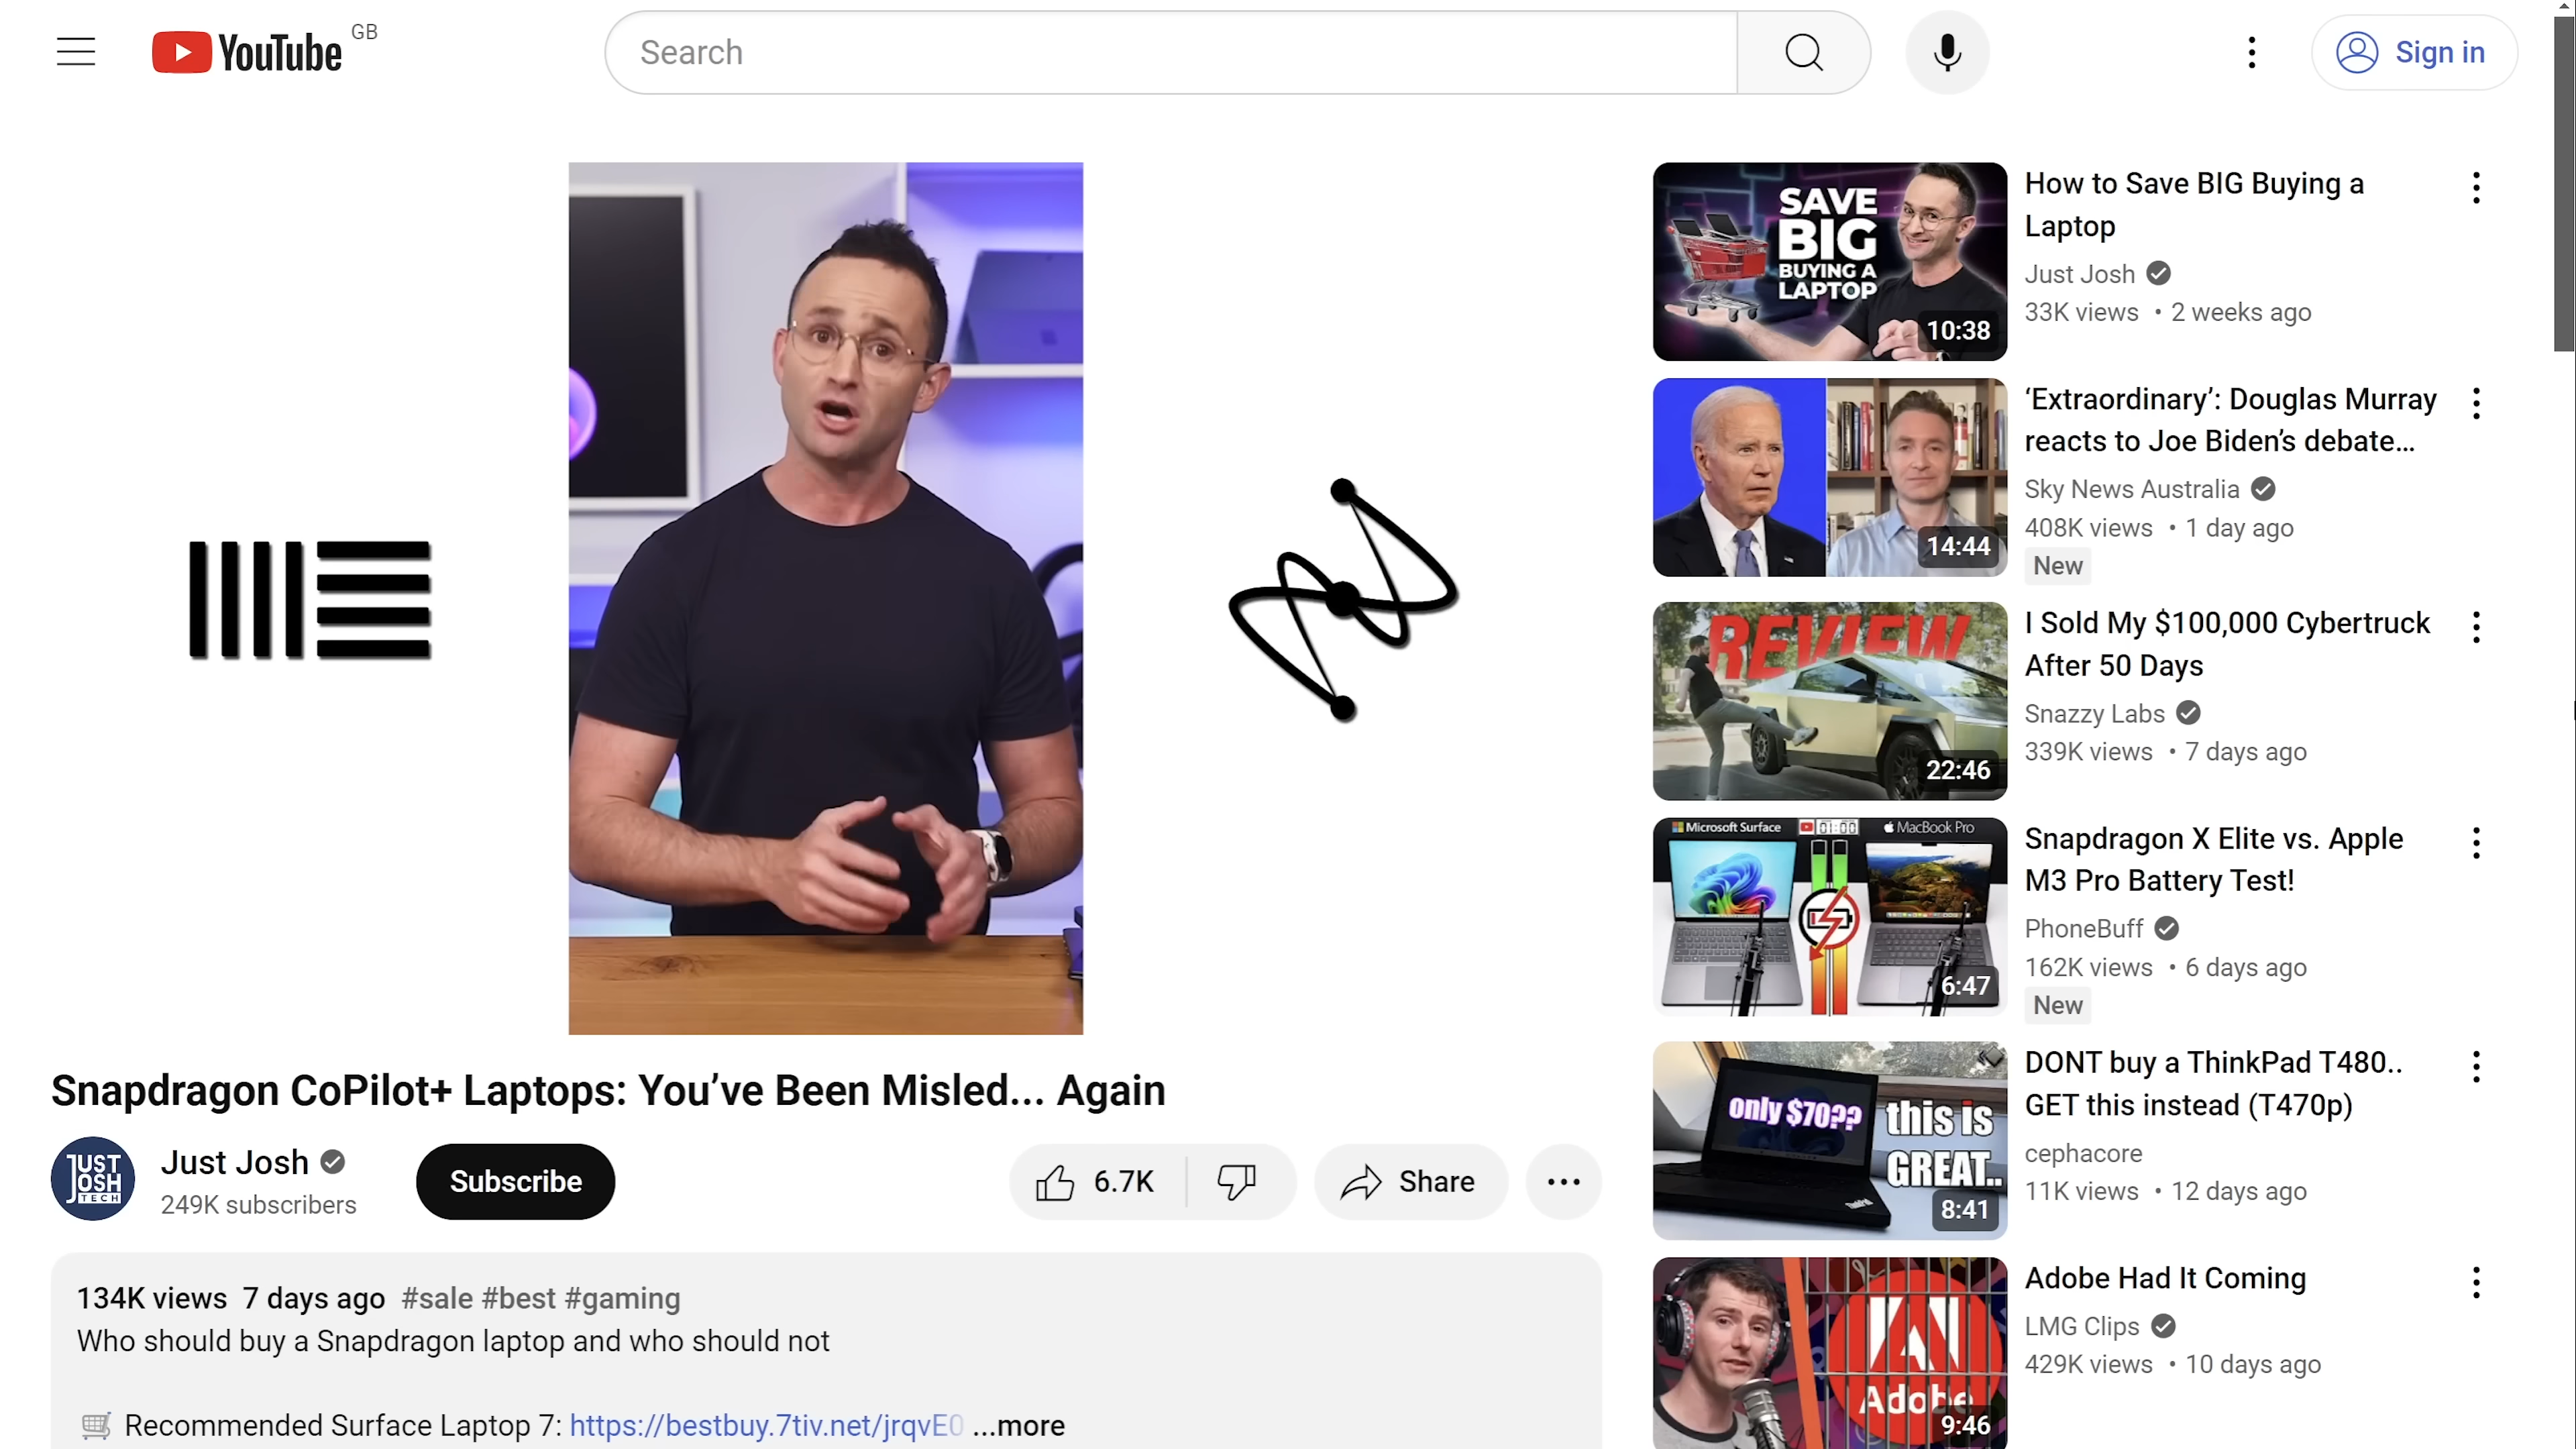 YouTube GB
Search
Sign in
Snapdragon CoPilot+ Laptops: You’ve Been Misled... Again
JUST
JOSH
TECH
Just Josh
249K subscribers
Subscribe
6.7K
Share
134K views 7 days ago #sale #best #gaming
Who should buy a Snapdragon laptop and who should not
Recommended Surface Laptop 7: https://bestbuy.7tiv.net/jrqvE0 ...more
SAVE
BIG
BUYING A
LAPTOP
10:38
How to Save BIG Buying a
Laptop
Just Josh
33K views • 2 weeks ago
14:44
‘Extraordinary’: Douglas Murray
reacts to Joe Biden’s debate...
Sky News Australia
408K views • 1 day ago
New
REVIEW
22:46
I Sold My $100,000 Cybertruck
After 50 Days
Snazzy Labs
339K views • 7 days ago
Microsoft Surface 01:00 MacBook Pro
6:47
Snapdragon X Elite vs. Apple
M3 Pro Battery Test!
PhoneBuff
162K views • 6 days ago
New
only $70??
this is
GREAT..
ThinkPad
8:41
DONT buy a ThinkPad T480..
GET this instead (T470p)
cephacore
11K views • 12 days ago
Adobe
9:46
Adobe Had It Coming
LMG Clips
429K views • 10 days ago